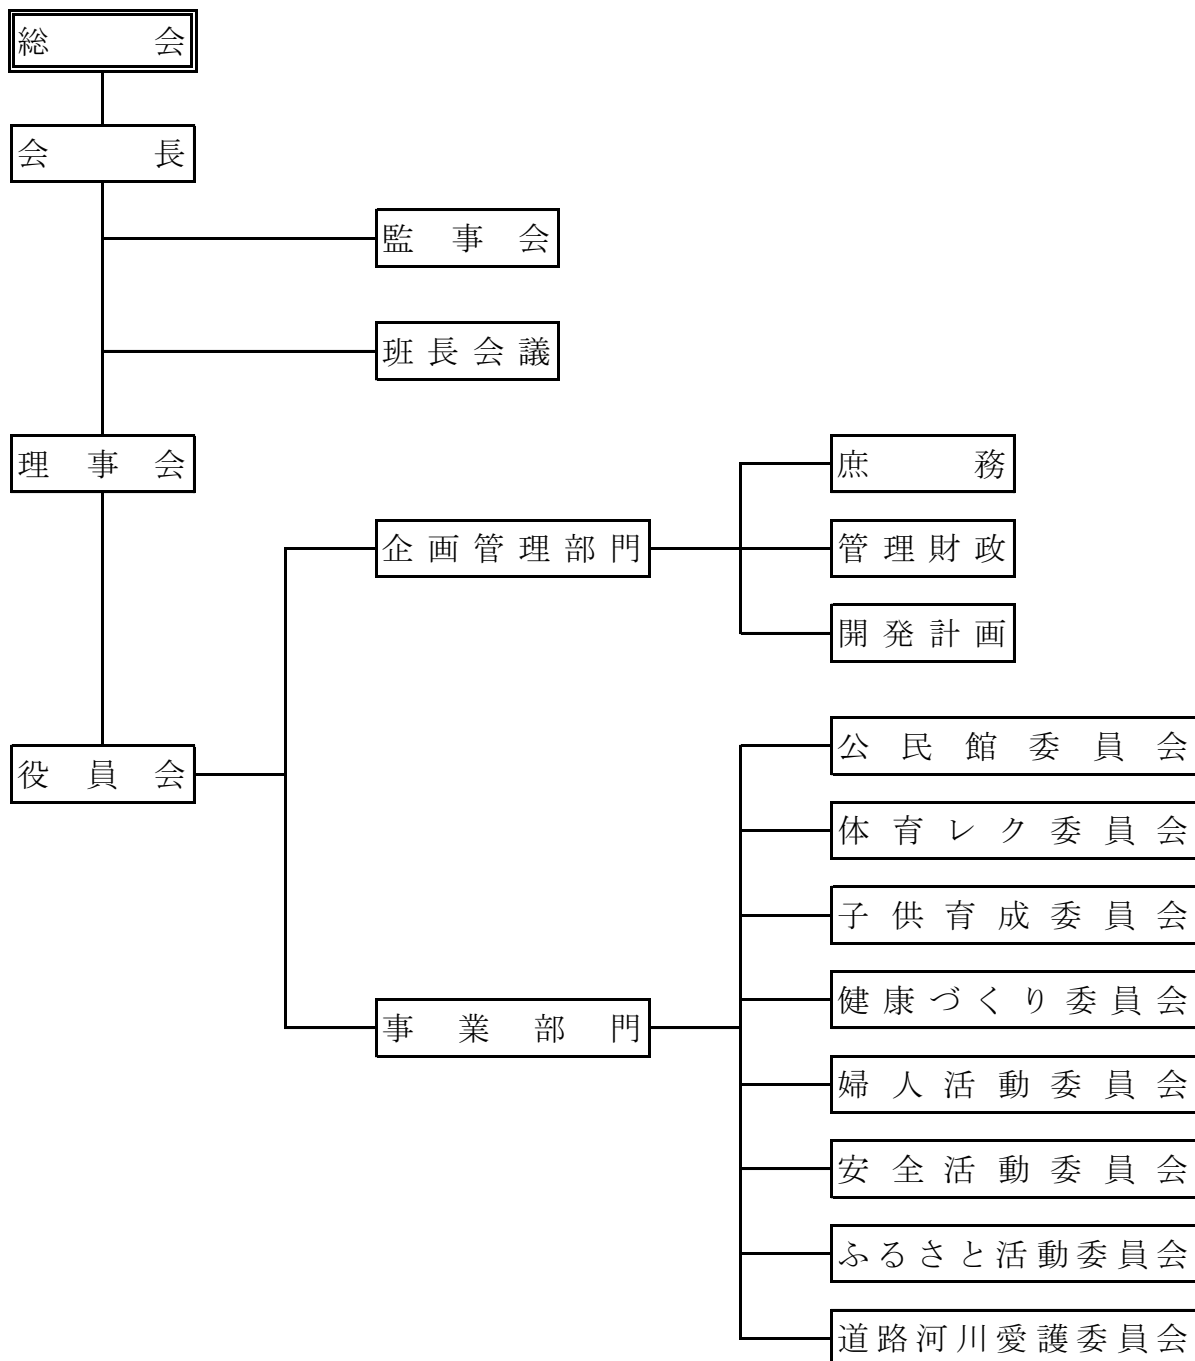 総会
会長
監事会
班長会議
理事会
庶務
企画管理部門
管理財政
開発計画
公民館委員会
役員会
体育レク委員会
子供育成委員会
健康づくり委員会
事業部門
婦人活動委員会
安全活動委員会
ふるさと活動委員会
道路河川愛護委員会